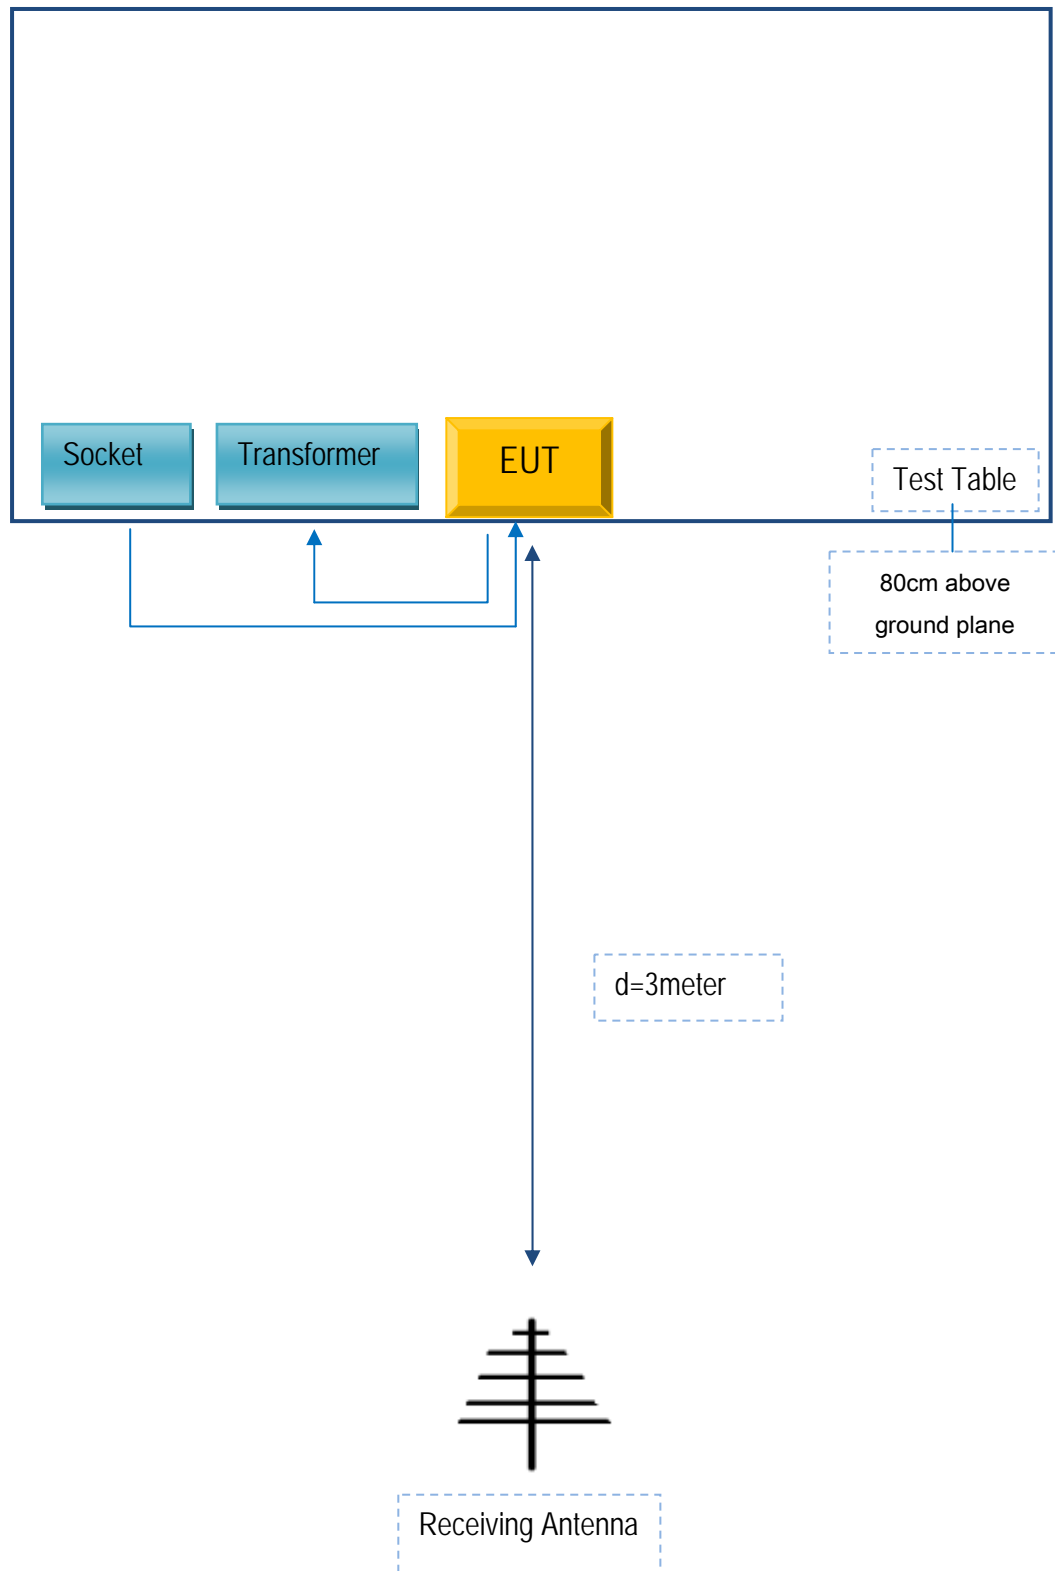 Socket
Transformer
EUT
Test Table
80cm above
ground plane
d=3meter
Receiving Antenna